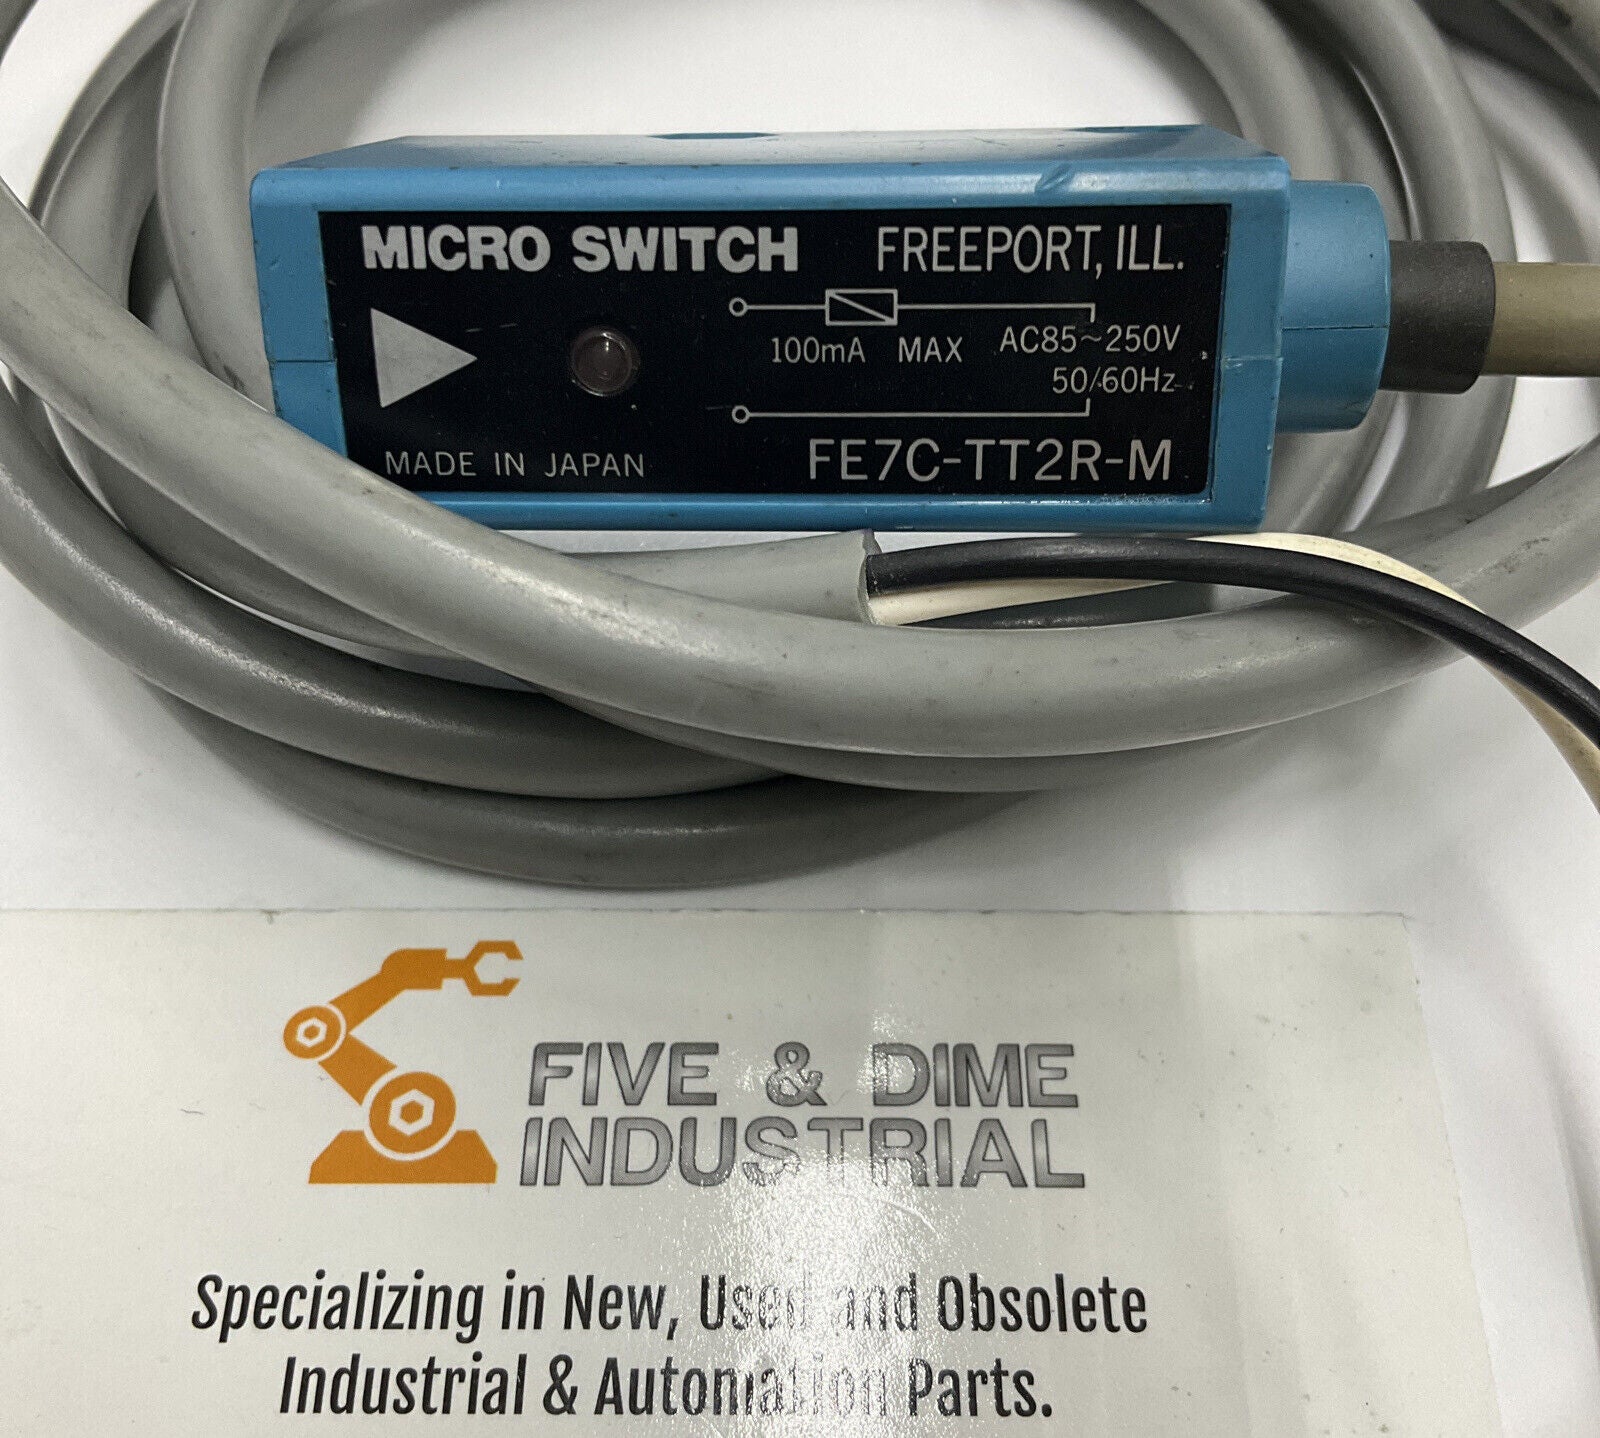 MICRO SWITCH FREEPORT, ILL.
100mA MAX AC85~250V
50/60Hz
MADE IN JAPAN FE7C-TT2R-M
FIVE & DIME
INDUSTRIAL
Specializing in New, Used and Obsolete
Industrial & Automation Parts.